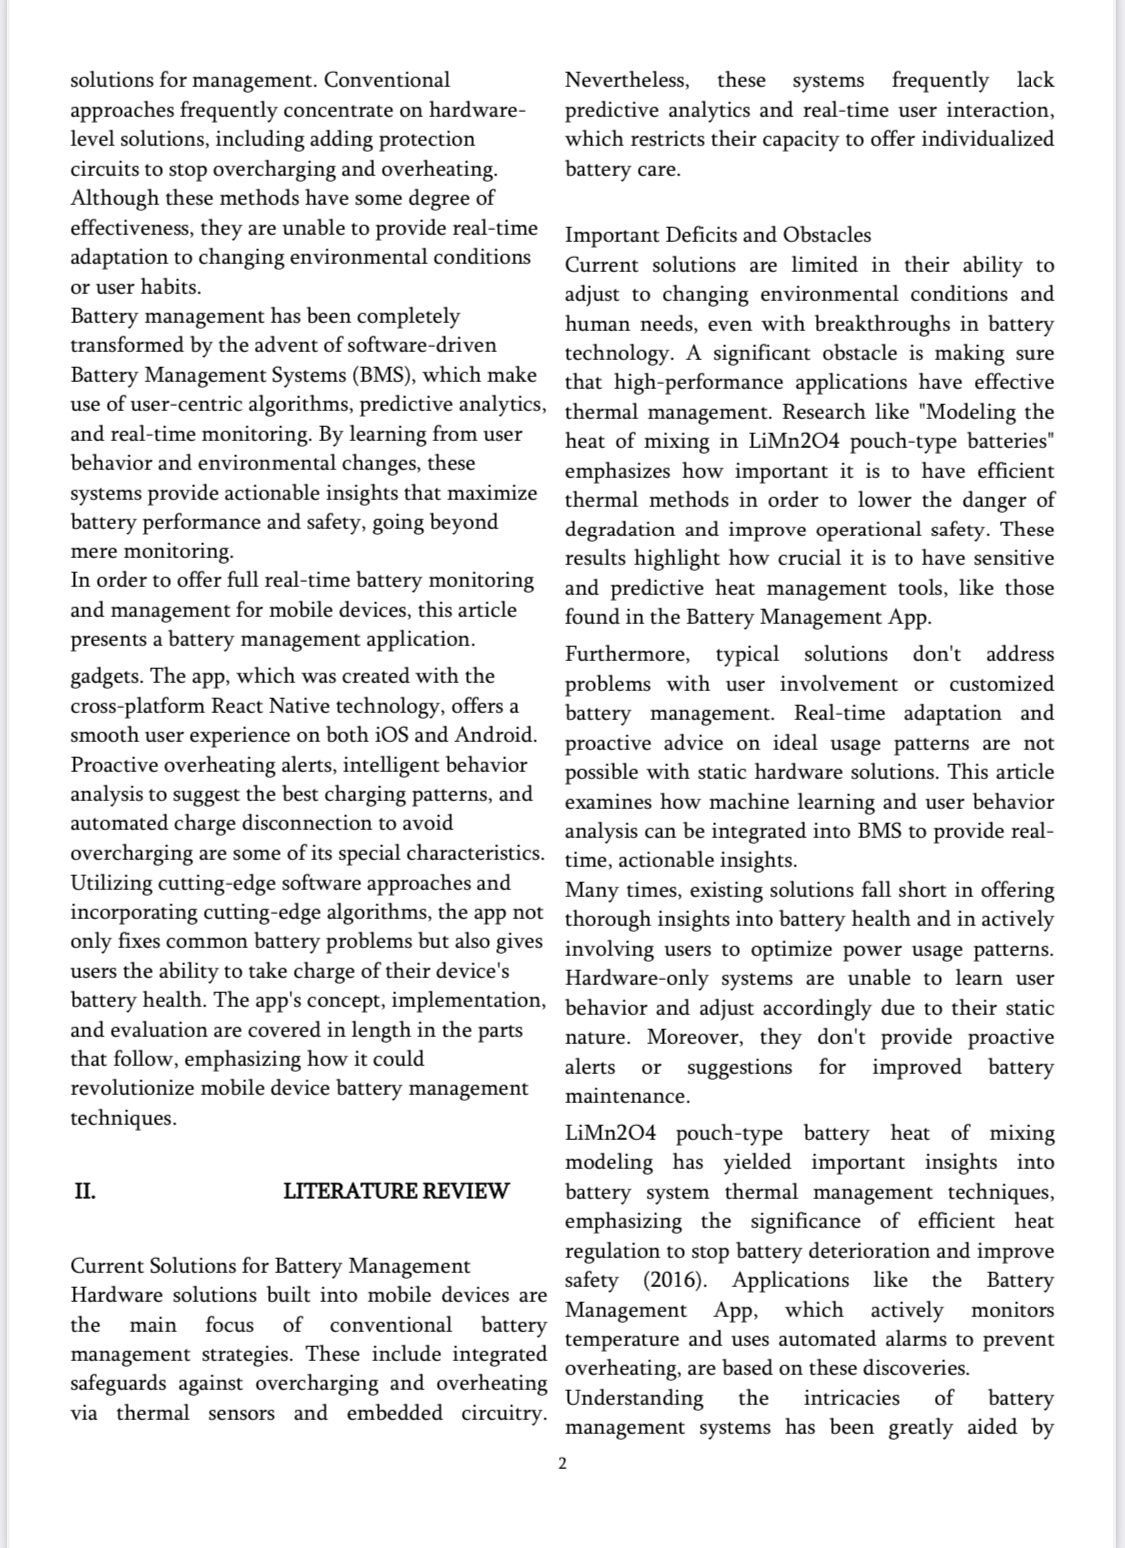 solutions for management. Conventional
approaches frequently concentrate on hardware-
level solutions, including adding protection
circuits to stop overcharging and overheating.
Although these methods have some degree of
effectiveness, they are unable to provide real-time
adaptation to changing environmental conditions
or user habits.
Battery management has been completely
transformed by the advent of software-driven
Battery Management Systems (BMS), which make
use of user-centric algorithms, predictive analytics,
and real-time monitoring. By learning from user
behavior and environmental changes, these
systems provide actionable insights that maximize
battery performance and safety, going beyond
mere monitoring.
In order to offer full real-time battery monitoring
and management for mobile devices, this article
presents a battery management application.
gadgets. The app, which was created with the
cross-platform React Native technology, offers a
smooth user experience on both iOS and Android.
Proactive overheating alerts, intelligent behavior
analysis to suggest the best charging patterns, and
automated charge disconnection to avoid
overcharging are some of its special characteristics.
Utilizing cutting-edge software approaches and
incorporating cutting-edge algorithms, the app not
only fixes common battery problems but also gives
users the ability to take charge of their device's
battery health. The app's concept, implementation,
and evaluation are covered in length in the parts
that follow, emphasizing how it could
revolutionize mobile device battery management
techniques.
II. LITERATURE REVIEW
Current Solutions for Battery Management
Hardware solutions built into mobile devices are
the main focus of conventional battery
management strategies. These include integrated
safeguards against overcharging and overheating
via thermal sensors and embedded circuitry.
Nevertheless, these systems frequently lack
predictive analytics and real-time user interaction,
which restricts their capacity to offer individualized
battery care.
Important Deficits and Obstacles
Current solutions are limited in their ability to
adjust to changing environmental conditions and
human needs, even with breakthroughs in battery
technology. A significant obstacle is making sure
that high-performance applications have effective
thermal management. Research like "Modeling the
heat of mixing in LiMn2O4 pouch-type batteries"
emphasizes how important it is to have efficient
thermal methods in order to lower the danger of
degradation and improve operational safety. These
results highlight how crucial it is to have sensitive
and predictive heat management tools, like those
found in the Battery Management App.
Furthermore, typical solutions don't address
problems with user involvement or customized
battery management. Real-time adaptation and
proactive advice on ideal usage patterns are not
possible with static hardware solutions. This article
examines how machine learning and user behavior
analysis can be integrated into BMS to provide real-
time, actionable insights.
Many times, existing solutions fall short in offering
thorough insights into battery health and in actively
involving users to optimize power usage patterns.
Hardware-only systems are unable to learn user
behavior and adjust accordingly due to their static
nature. Moreover, they don't provide proactive
alerts or suggestions for improved battery
maintenance.
LiMn2O4 pouch-type battery heat of mixing
modeling has yielded important insights into
battery system thermal management techniques,
emphasizing the significance of efficient heat
regulation to stop battery deterioration and improve
safety (2016). Applications like the Battery
Management App, which actively monitors
temperature and uses automated alarms to prevent
overheating, are based on these discoveries.
Understanding the intricacies of battery
management systems has been greatly aided by
2